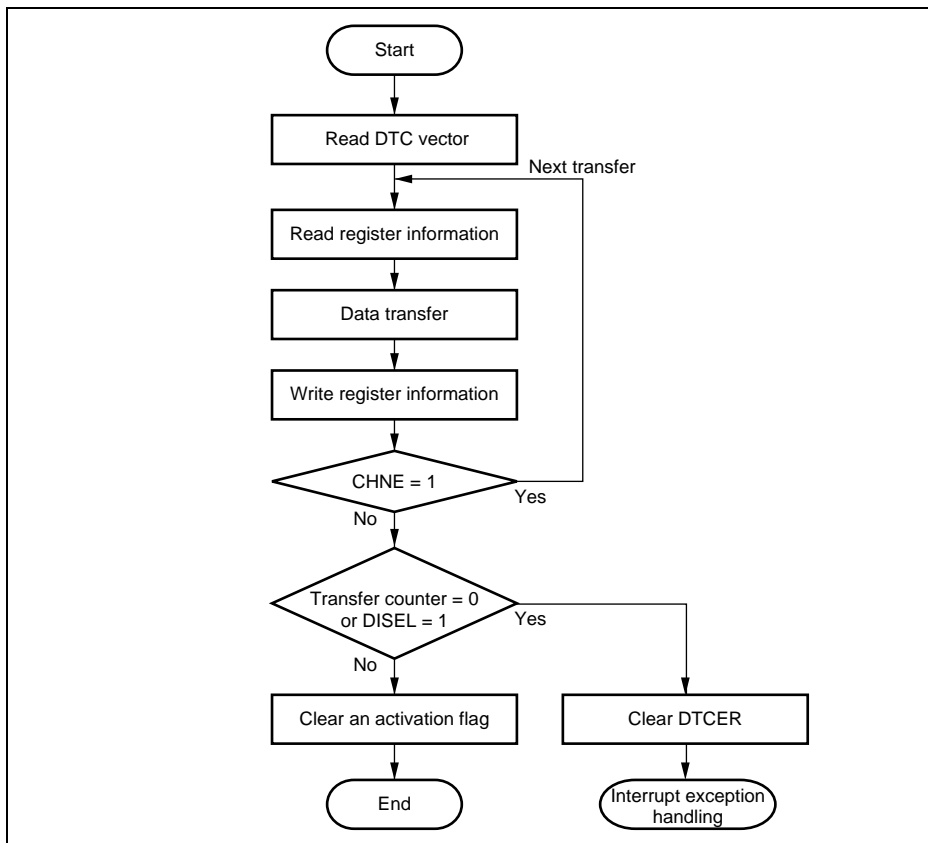 Start
Read DTC vector
Next transfer
Read register information
Data transfer
Write register information
CHNE = 1
Yes
No
Transfer counter = 0
or DISEL = 1
Yes
No
Clear an activation flag
Clear DTCER
End
Interrupt exception
handling